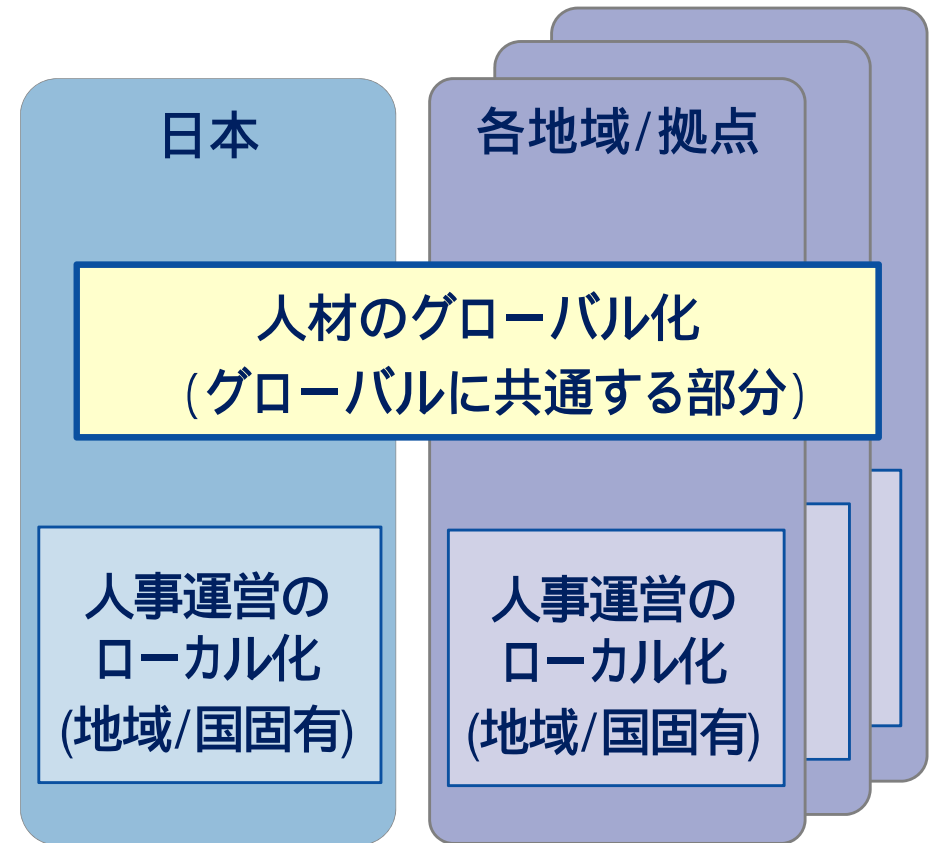 日本
各地域/拠点
人材のグローバル化
(グローバルに共通する部分)
人事運営の
ローカル化
(地域/国固有)
人事運営の
ローカル化
(地域/国固有)